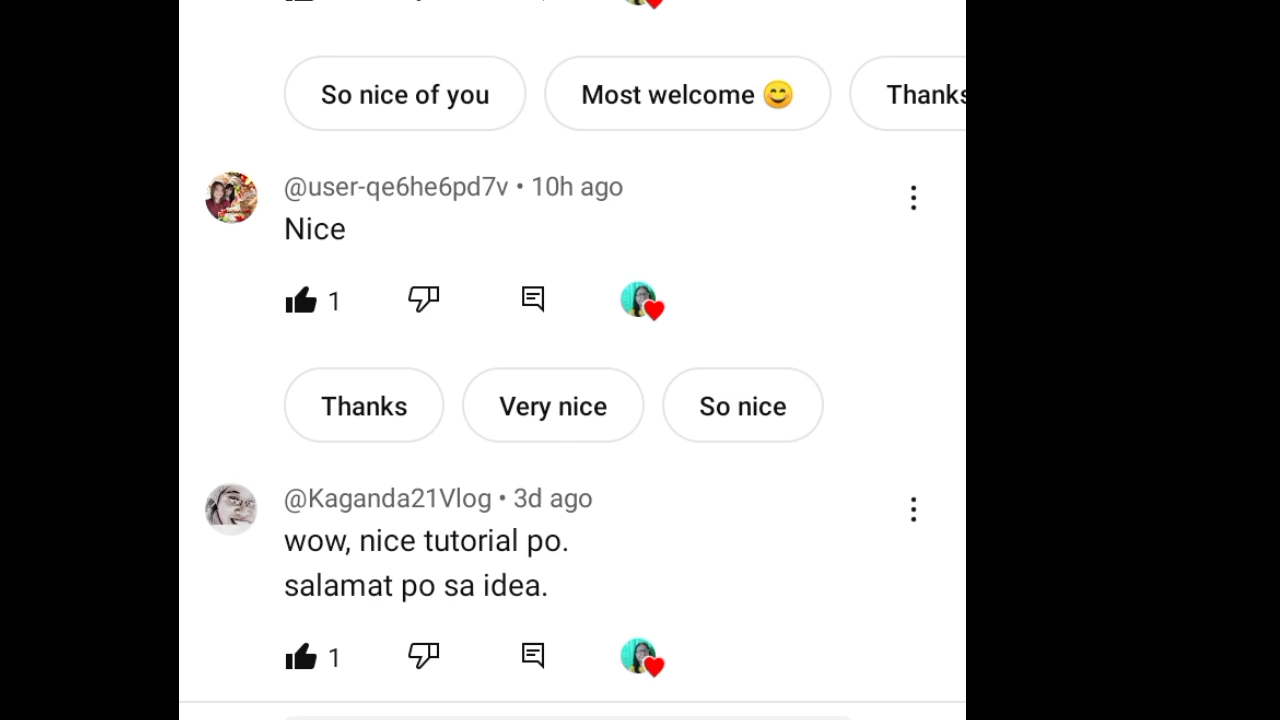 So nice of you
Most welcome 😊
Thanks
@user-qe6he6pd7v • 10h ago
Nice
1
Thanks
Very nice
So nice
@Kaganda21Vlog • 3d ago
wow, nice tutorial po.
salamat po sa idea.
1